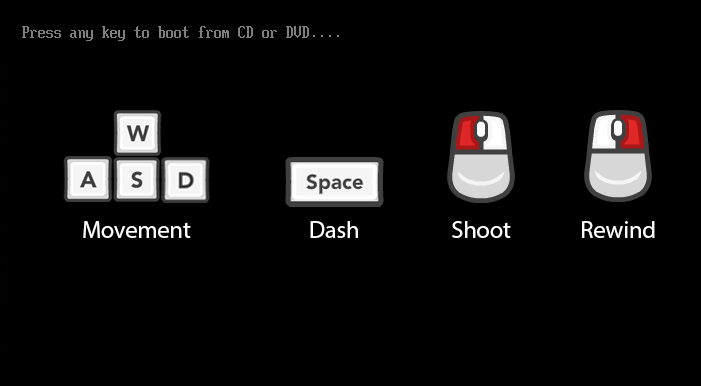 Press any key to boot from CD or DVD....
W
A S D
Space
Movement
Dash
Shoot
Rewind